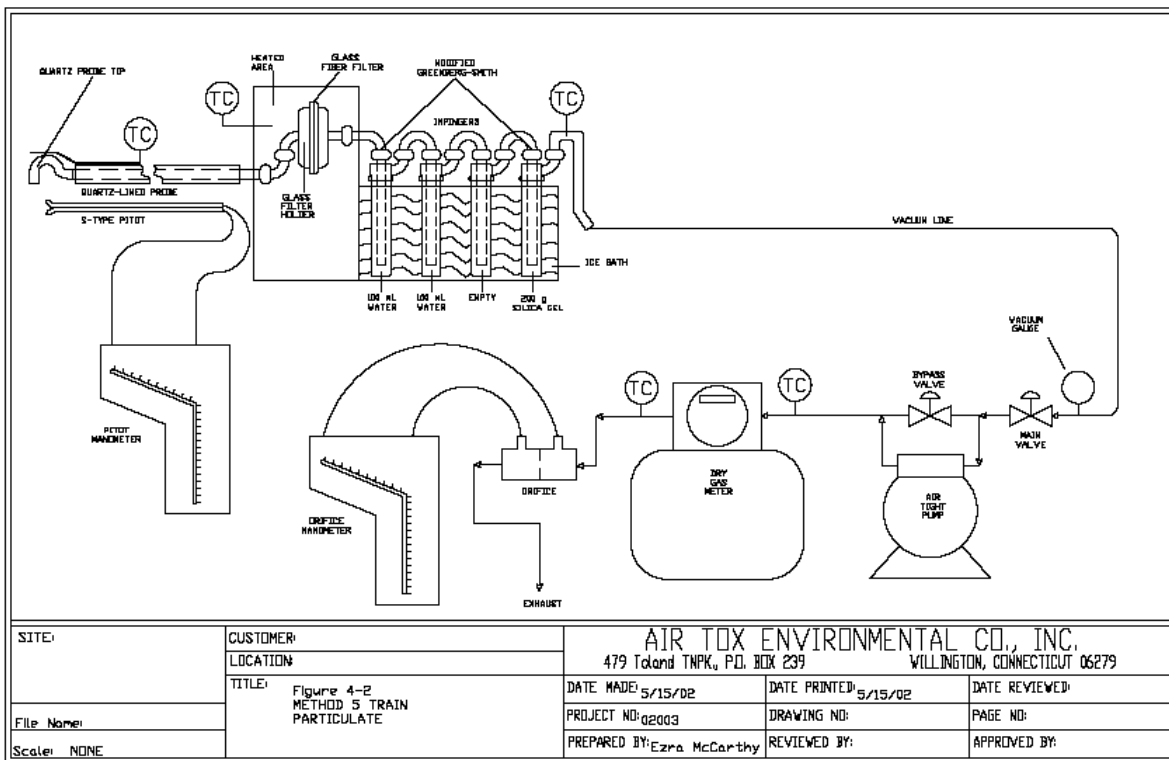 QUARTZ PROBE TOP
HEATED
AREA
GLASS
FIBER FILTER
MODIFIED
GREENBERG-SMITH
TC
TC
TC
IMPINGERS
QUARTZ-LINED PROBE
S-TYPE PITOT
GLASS
FILTER
HOLDER
VACUUM LINE
ICE BATH
100 mL
WATER
100 mL
WATER
EMPTY
200 g
SILICA GEL
VACUUM
GAUGE
BYPASS
VALVE
TC
TC
MAIN
VALVE
PITOT
MANOMETER
ORIFICE
DRY
GAS
METER
AIR
TIGHT
PUMP
ORIFICE
MANOMETER
EXHAUST
SITE:
File Name:
Scale: NONE
CUSTOMER:
LOCATION:
TITLE: Figure 4-2
METHOD 5 TRAIN
PARTICULATE
AIR TOX ENVIRONMENTAL CO., INC.
479 Toland TNPK., P.O. BOX 239 WILLINGTON, CONNECTICUT 06279
DATE MADE: 5/15/02 DATE PRINTED: 5/15/02 DATE REVIEWED:
PROJECT NO: 02003 DRAWING NO: PAGE NO:
PREPARED BY: Ezra McCarthy REVIEWED BY: APPROVED BY: